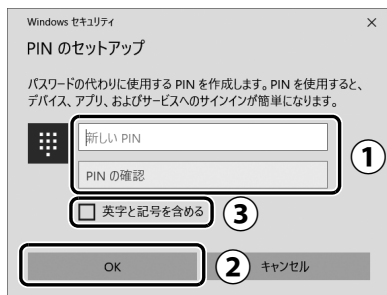 Windows セキュリティ
PIN のセットアップ
パスワードの代わりに使用する PIN を作成します。PIN を使用すると、
デバイス、アプリ、およびサービスへのサインインが簡単になります。
新しい PIN
①
PIN の確認
英字と記号を含める
③
OK
②
キャンセル